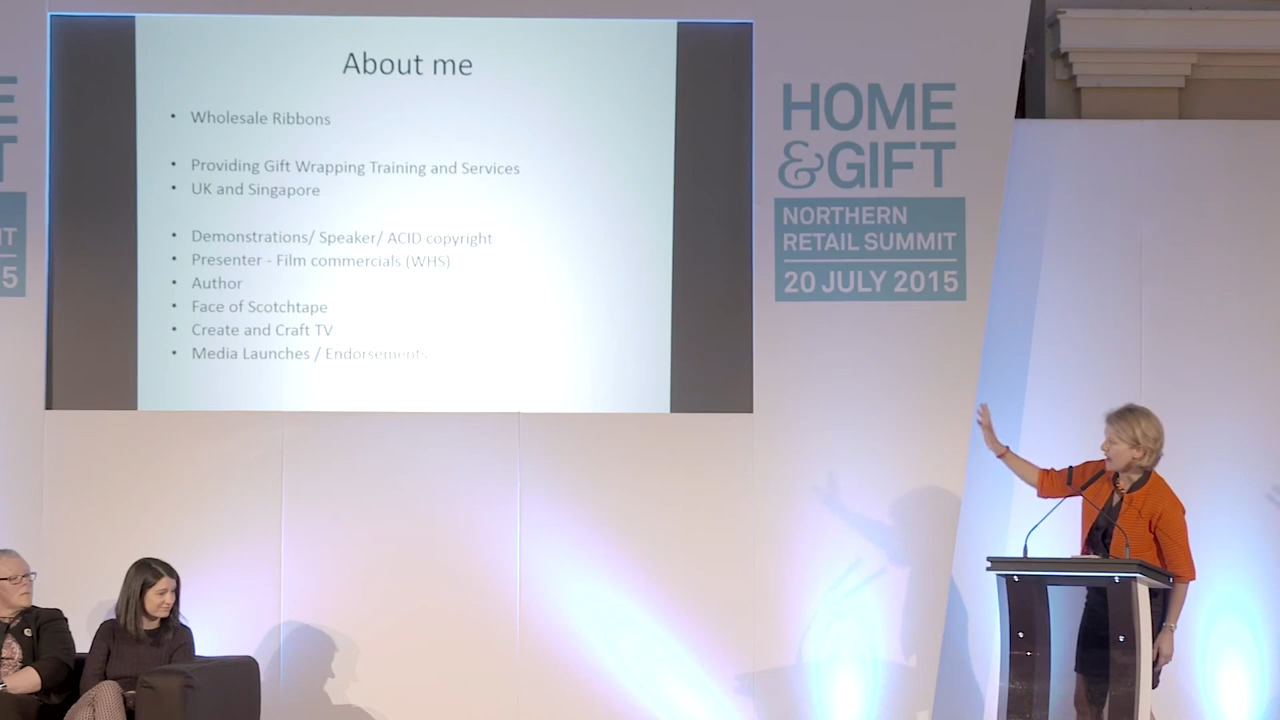 About me
• Wholesale Ribbons
• Providing Gift Wrapping Training and Services
• UK and Singapore
• Demonstrations/ Speaker/ ACID copyright
• Presenter - Film commercials (WHS)
• Author
• Face of Scotchtape
• Create and Craft TV
• Media Launches / Endorsements
HOME
&GIFT
NORTHERN
RETAIL SUMMIT
20 JULY 2015